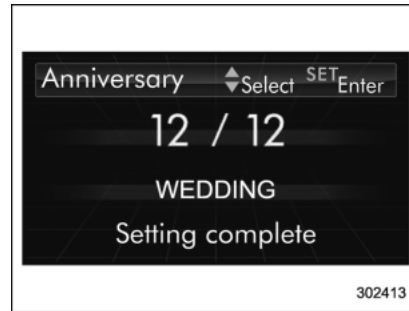 Anniversary Select SET Enter
12 / 12
WEDDING
Setting complete
302413